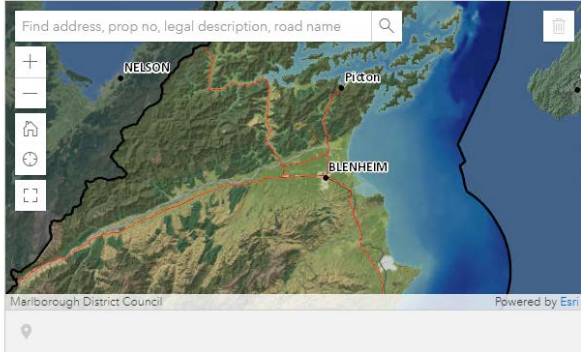 Find address, prop no, legal description, road name
NELSON
Picton
BLENHEIM
Marlborough District Council
Powered by Esri